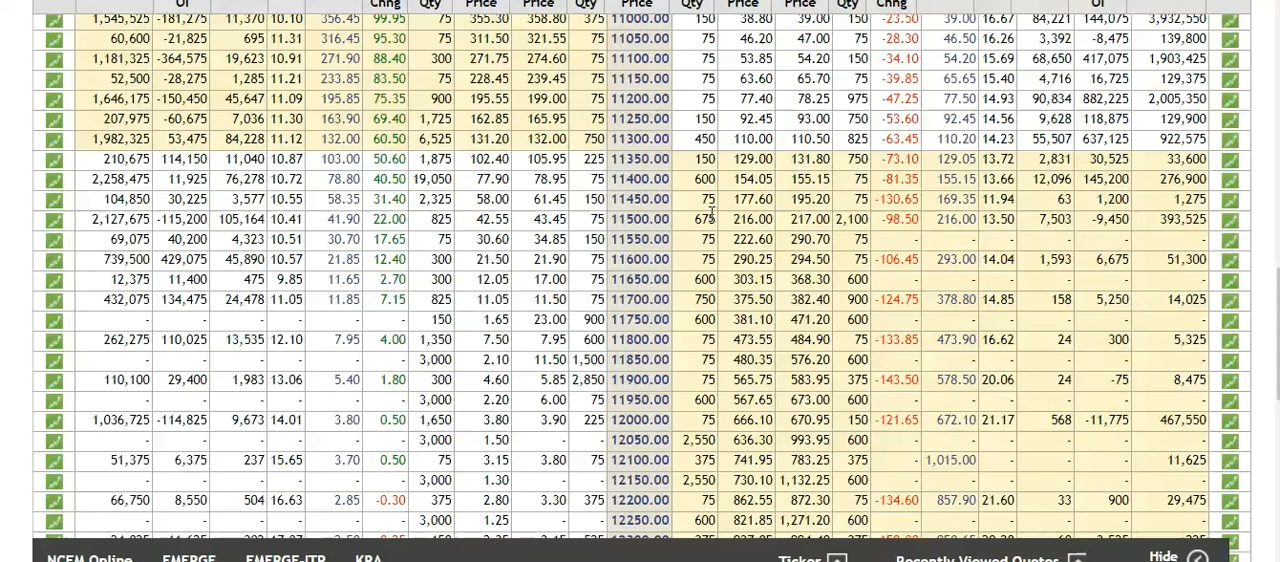 Chng Qty Price Price Qty Qty Price Price Qty Chng
OI OI
1,545,525 -181,275 11,370 10.10 356.45 99.95 75 355.30 358.80 375 11000.00 150 38.80 39.00 150 -23.50 39.00 16.67 84,221 144,075 3,932,550
60,600 -21,825 695 11.31 316.45 95.30 75 311.50 321.55 75 11050.00 75 46.20 47.00 75 -28.30 46.50 16.26 3,392 -8,475 139,800
1,181,325 -364,575 19,623 10.91 271.90 88.40 300 271.75 274.60 75 11100.00 75 53.85 54.20 150 -34.10 54.20 15.69 68,650 417,075 1,903,425
52,500 -28,275 1,285 11.21 233.85 83.50 75 228.45 239.45 75 11150.00 75 63.60 65.70 75 -39.85 65.65 15.40 4,716 16,725 129,375
1,646,175 -150,450 45,647 11.09 195.85 75.35 900 195.55 199.00 75 11200.00 75 77.40 78.25 975 -47.25 77.50 14.93 90,834 882,225 2,005,350
207,975 -60,675 7,036 11.30 163.90 69.40 1,725 162.85 165.95 75 11250.00 150 92.45 93.00 750 -53.60 92.45 14.56 9,628 118,875 129,900
1,982,325 53,475 84,228 11.12 132.00 60.50 6,525 131.20 132.00 750 11300.00 450 110.00 110.50 825 -63.45 110.20 14.23 55,507 637,125 922,575
210,675 114,150 11,040 10.87 103.00 50.60 1,875 102.40 105.95 225 11350.00 150 129.00 131.80 750 -73.10 129.05 13.72 2,831 30,525 33,600
2,258,475 11,925 76,278 10.72 78.80 40.50 19,050 77.90 78.95 75 11400.00 600 154.05 155.15 75 -81.35 155.15 13.66 12,096 145,200 276,900
104,850 30,225 3,577 10.55 58.35 31.40 2,325 58.00 61.45 150 11450.00 75 177.60 195.20 75 -130.65 169.35 11.94 63 1,200 1,275
2,127,675 -115,200 105,164 10.41 41.90 22.00 825 42.55 43.45 75 11500.00 675 216.00 217.00 2,100 -98.50 216.00 13.50 7,503 -9,450 393,525
69,075 40,200 4,323 10.51 30.70 17.65 75 30.60 34.85 150 11550.00 75 222.60 290.70 75 - - - - - -
739,500 429,075 45,890 10.57 21.85 12.40 300 21.50 21.90 75 11600.00 75 290.25 294.50 75 -106.45 293.00 14.04 1,593 6,675 51,300
12,375 11,400 475 9.85 11.65 2.70 300 12.05 17.00 75 11650.00 600 303.15 368.30 600 - - - - - -
432,075 134,475 24,478 11.05 11.85 7.15 825 11.05 11.50 75 11700.00 750 375.50 382.40 900 -124.75 378.80 14.85 158 5,250 14,025
- - - - - - 150 1.65 23.00 900 11750.00 600 381.10 471.20 600 - - - - - -
262,275 110,025 13,535 12.10 7.95 4.00 1,350 7.50 7.95 600 11800.00 75 473.55 484.90 75 -133.85 473.90 16.62 24 300 5,325
- - - - - - 3,000 2.10 11.50 1,500 11850.00 75 480.35 576.20 600 - - - - - -
110,100 29,400 1,983 13.06 5.40 1.80 300 4.60 5.85 2,850 11900.00 75 565.75 583.95 375 -143.50 578.50 20.06 24 -75 8,475
- - - - - - 3,000 2.20 6.00 75 11950.00 600 567.65 673.00 600 - - - - - -
1,036,725 -114,825 9,673 14.01 3.80 0.50 1,650 3.80 3.90 225 12000.00 75 666.10 670.95 150 -121.65 672.10 21.17 568 -11,775 467,550
- - - - - - 3,000 1.50 - - 12050.00 2,550 636.30 993.95 600 - - - - - -
51,375 6,375 237 15.65 3.70 0.50 75 3.15 3.80 75 12100.00 375 741.95 783.25 375 - 1,015.00 - - - 11,625
- - - - - - 3,000 1.30 - - 12150.00 2,550 730.10 1,132.25 600 - - - - - -
66,750 8,550 504 16.63 2.85 -0.30 375 2.80 3.30 375 12200.00 75 862.55 872.30 75 -134.60 857.90 21.60 33 900 29,475
- - - - - - 3,000 1.25 - - 12250.00 600 821.85 1,271.20 600 - - - - - -
NCFM Online EMERGE EMERGE-ITP KRA Ticker Recently Viewed Quotes Hide